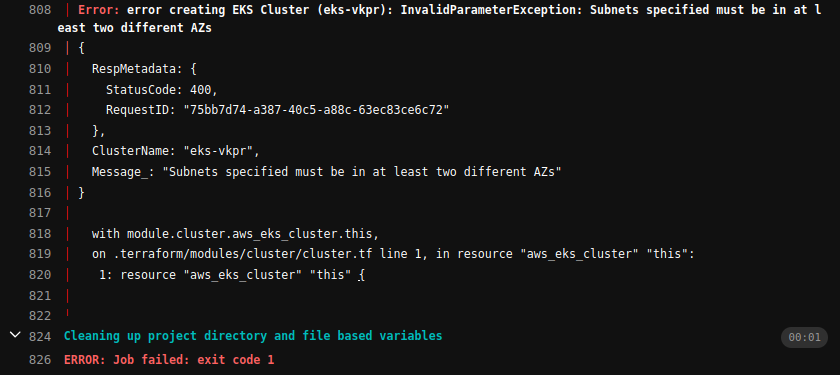 808 | Error: error creating EKS Cluster (eks-vkpr): InvalidParameterException: Subnets specified must be in at l
east two different AZs
809 | {
810 |   RespMetadata: {
811 |     StatusCode: 400,
812 |     RequestID: "75bb7d74-a387-40c5-a88c-63ec83ce6c72"
813 |   },
814 |   ClusterName: "eks-vkpr",
815 |   Message_: "Subnets specified must be in at least two different AZs"
816 | }
817 |
818 |   with module.cluster.aws_eks_cluster.this,
819 |   on .terraform/modules/cluster/cluster.tf line 1, in resource "aws_eks_cluster" "this":
820 |    1: resource "aws_eks_cluster" "this" {
821 |
822 '
824 Cleaning up project directory and file based variables 00:01
826 ERROR: Job failed: exit code 1